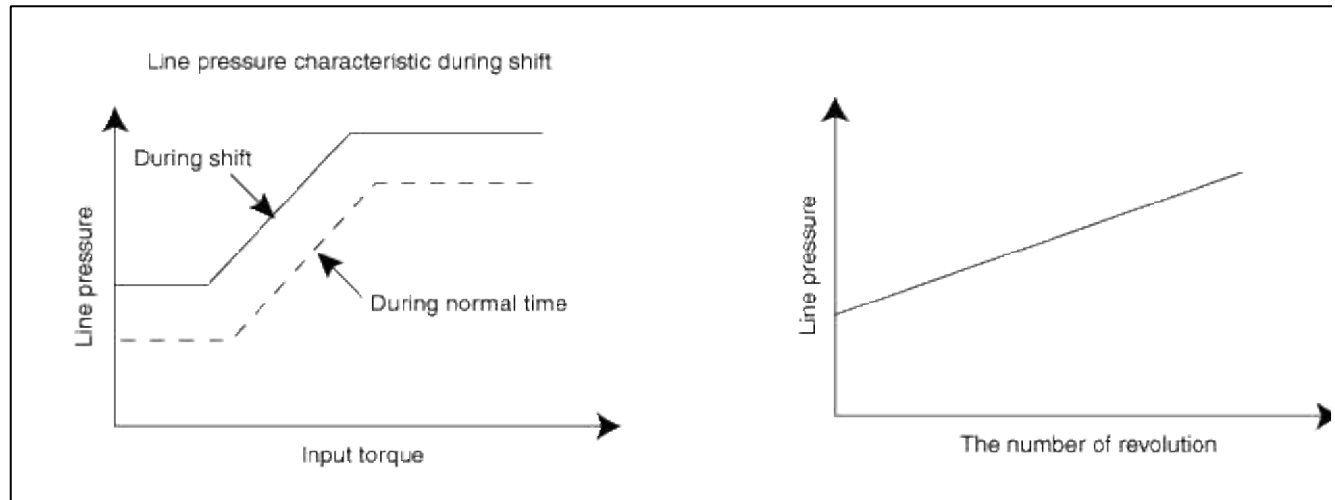 Line pressure characteristic during shift
During shift
Line pressure
During normal time
Input torque
Line pressure
The number of revolution